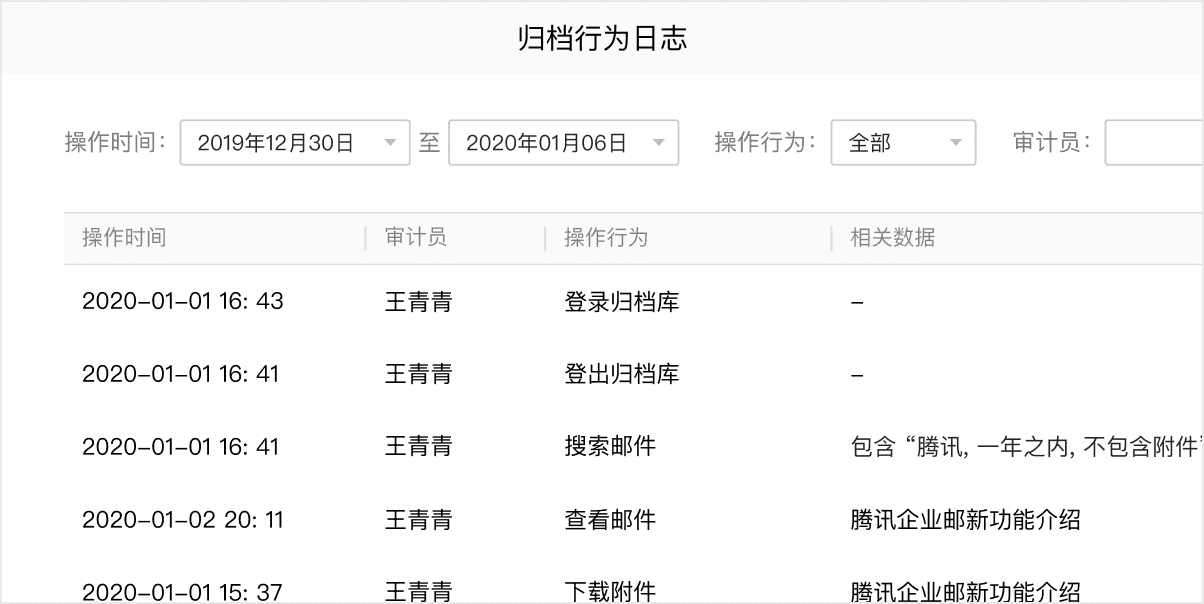 归档行为日志
操作时间： 2019年12月30日 至 2020年01月06日 操作行为： 全部 审计员：
操作时间 审计员 操作行为 相关数据
2020-01-01 16: 43 王青青 登录归档库 –
2020-01-01 16: 41 王青青 登出归档库 –
2020-01-01 16: 41 王青青 搜索邮件 包含 “腾讯, 一年之内, 不包含附件”
2020-01-02 20: 11 王青青 查看邮件 腾讯企业邮新功能介绍
2020-01-01 15: 37 王青青 下载附件 腾讯企业邮新功能介绍